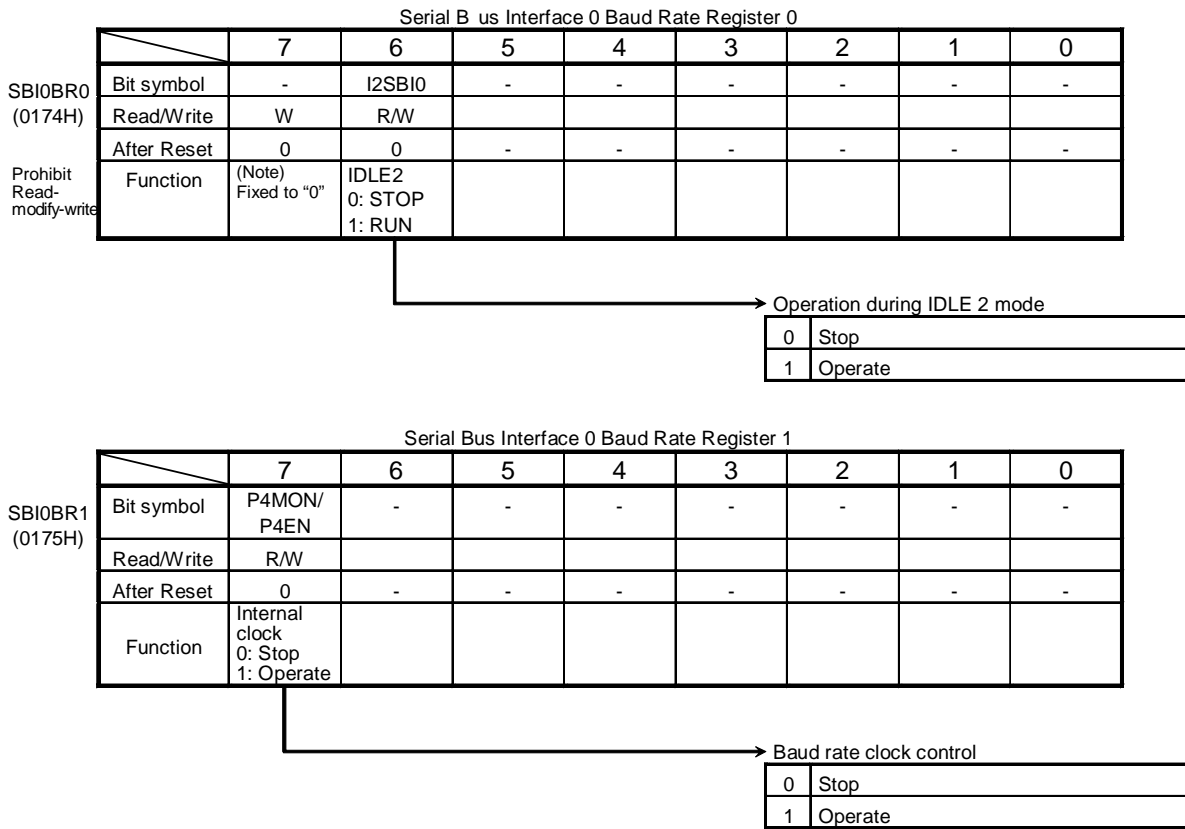 Serial B us Interface 0 Baud Rate Register 0
7 6 5 4 3 2 1 0
SBI0BR0
(0174H)
Prohibit
Read-
modify-write
Bit symbol - I2SBI0 - - - - - -
Read/Write W R/W
After Reset 0 0 - - - - - -
Function (Note) IDLE2
Fixed to “0” 0: STOP
1: RUN
Operation during IDLE 2 mode
0 Stop
1 Operate
Serial Bus Interface 0 Baud Rate Register 1
7 6 5 4 3 2 1 0
SBI0BR1
(0175H)
Bit symbol P4MON/ - - - - - - -
P4EN
Read/Write R/W
After Reset 0 - - - - - - -
Function Internal
clock
0: Stop
1: Operate
Baud rate clock control
0 Stop
1 Operate